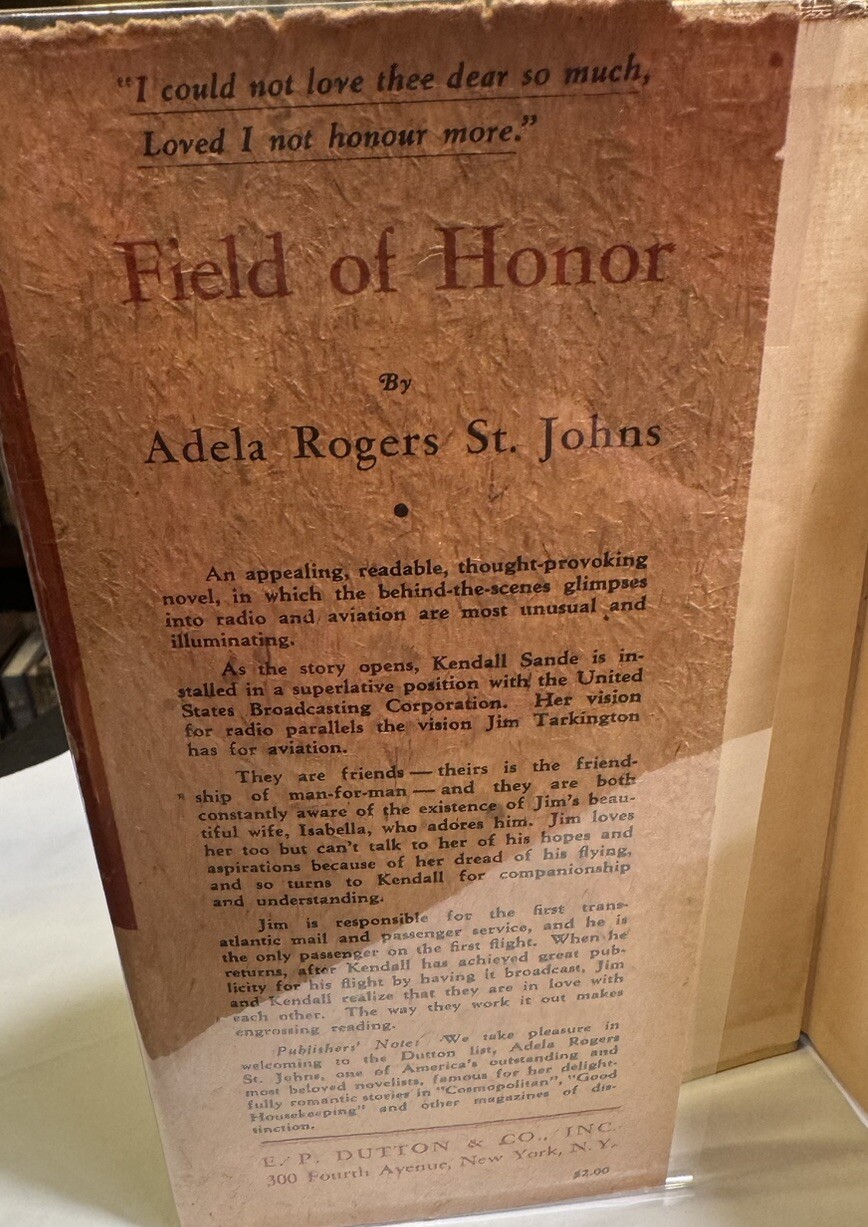 "I could not love thee dear so much,
Loved I not honour more."
Field of Honor
By
Adela Rogers St. Johns
An appealing, readable, thought-provoking
novel, in which the behind-the-scenes glimpses
into radio and aviation are most unusual and
illuminating.
As the story opens, Kendall Sande is in-
stalled in a superlative position with the United
States Broadcasting Corporation. Her vision
for radio parallels the vision Jim Tarkington
has for aviation.
They are friends — theirs is the friend-
ship of man-for-man — and they are both
constantly aware of the existence of Jim's beau-
tiful wife, Isabella, who adores him. Jim loves
her too but can't talk to her of his hopes and
aspirations because of her dread of his flying,
and so turns to Kendall for companionship
and understanding.
Jim is responsible for the first trans-
atlantic mail and passenger service, and he is
the only passenger on the first flight. When he
returns, after Kendall has achieved great pub-
licity for his flight by having it broadcast, Jim
and Kendall realize that they are in love with
each other. The way they work it out makes
engrossing reading.
Publishers' Note: We take pleasure in
welcoming to the Dutton list, Adela Rogers
St. Johns, one of America's outstanding and
most beloved novelists, famous for her delight-
fully romantic stories in "Cosmopolitan", "Good
Housekeeping" and other magazines of dis-
tinction.
E. P. DUTTON & CO., INC.
300 Fourth Avenue, New York, N. Y.
$2.00